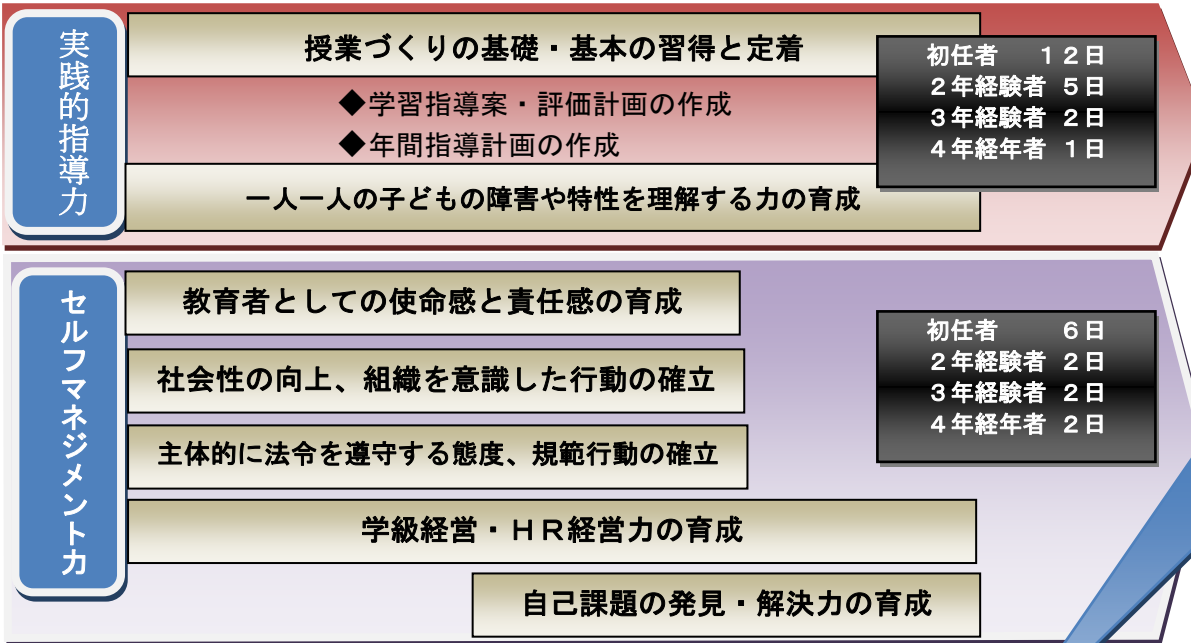 実践的指導力
授業づくりの基礎・基本の習得と定着
◆学習指導案・評価計画の作成
◆年間指導計画の作成
一人一人の子どもの障害や特性を理解する力の育成
初任者　１２日
２年経験者 ５日
３年経験者 ２日
４年経年者 １日
セルフマネジメント力
教育者としての使命感と責任感の育成
社会性の向上、組織を意識した行動の確立
主体的に法令を遵守する態度、規範行動の確立
学級経営・ＨＲ経営力の育成
自己課題の発見・解決力の育成
初任者　６日
２年経験者 ２日
３年経験者 ２日
４年経年者 ２日